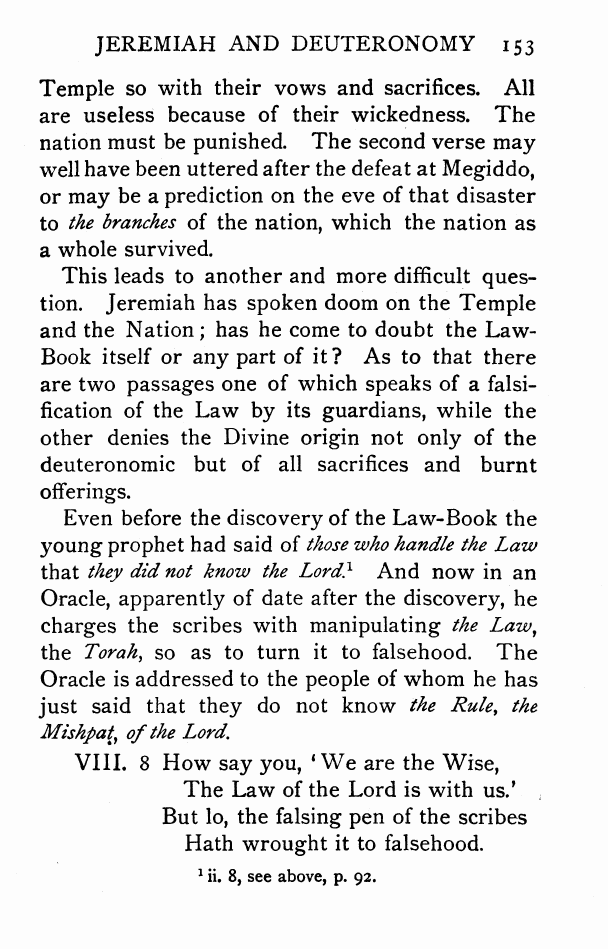 JEREMIAH AND DEUTERONOMY 153
Temple so with their vows and sacrifices. All
are useless because of their wickedness. The
nation must be punished. The second verse may
well have been uttered after the defeat at Megiddo,
or may be a prediction on the eve of that disaster
to the branches of the nation, which the nation as
a whole survived.
This leads to another and more difficult ques-
tion. Jeremiah has spoken doom on the Temple
and the Nation; has he come to doubt the Law-
Book itself or any part of it? As to that there
are two passages one of which speaks of a falsi-
fication of the Law by its guardians, while the
other denies the Divine origin not only of the
deuteronomic but of all sacrifices and burnt
offerings.
Even before the discovery of the Law-Book the
young prophet had said of those who handle the Law
that they did not know the Lord.¹ And now in an
Oracle, apparently of date after the discovery, he
charges the scribes with manipulating the Law,
the Torah, so as to turn it to falsehood. The
Oracle is addressed to the people of whom he has
just said that they do not know the Rule, the
Mishpaṭ, of the Lord.
VIII. 8 How say you, ‘We are the Wise,
The Law of the Lord is with us.’
But lo, the falsing pen of the scribes
Hath wrought it to falsehood.
¹ ii. 8, see above, p. 92.